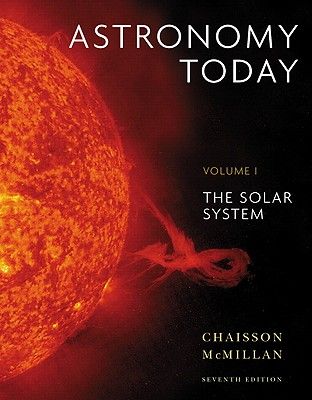 ASTRONOMY
TODAY
VOLUME I
THE SOLAR
SYSTEM
CHAISSON
McMILLAN
SEVENTH EDITION